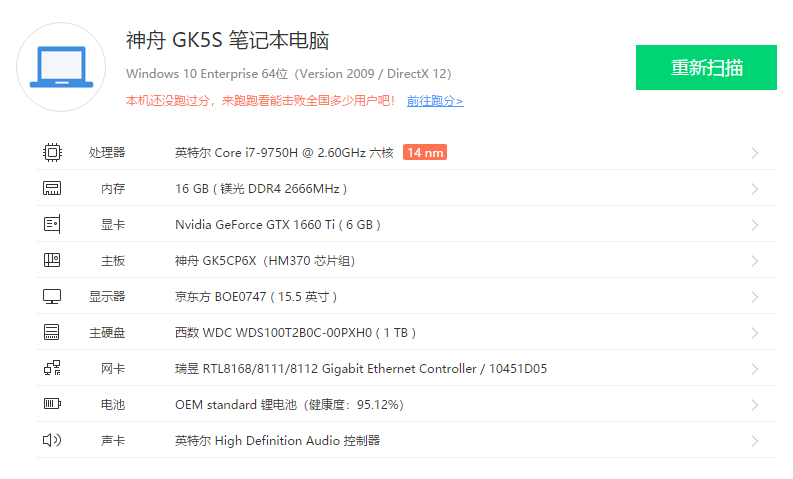 神舟 GK5S 笔记本电脑
Windows 10 Enterprise 64位（Version 2009 / DirectX 12）
重新扫描
本机还没跑过分，来跑跑看能击败全国多少用户吧！ 前往跑分>
处理器 英特尔 Core i7-9750H @ 2.60GHz 六核 14 nm
内存 16 GB ( 镁光 DDR4 2666MHz )
显卡 Nvidia GeForce GTX 1660 Ti ( 6 GB )
主板 神舟 GK5CP6X（HM370 芯片组）
显示器 京东方 BOE0747 ( 15.5 英寸 )
主硬盘 西数 WDC WDS100T2B0C-00PXH0 ( 1 TB )
网卡 瑞昱 RTL8168/8111/8112 Gigabit Ethernet Controller / 10451D05
电池 OEM standard 锂电池（健康度：95.12%）
声卡 英特尔 High Definition Audio 控制器